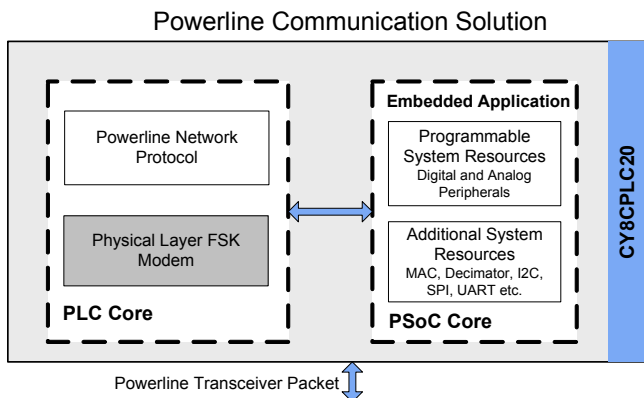 Powerline Communication Solution
Powerline Network
Protocol
Physical Layer FSK
Modem
PLC Core
Embedded Application
Programmable
System Resources
Digital and Analog
Peripherals
Additional System
Resources
MAC, Decimator, I2C,
SPI, UART etc.
PSoC Core
CY8CPLC20
Powerline Transceiver Packet